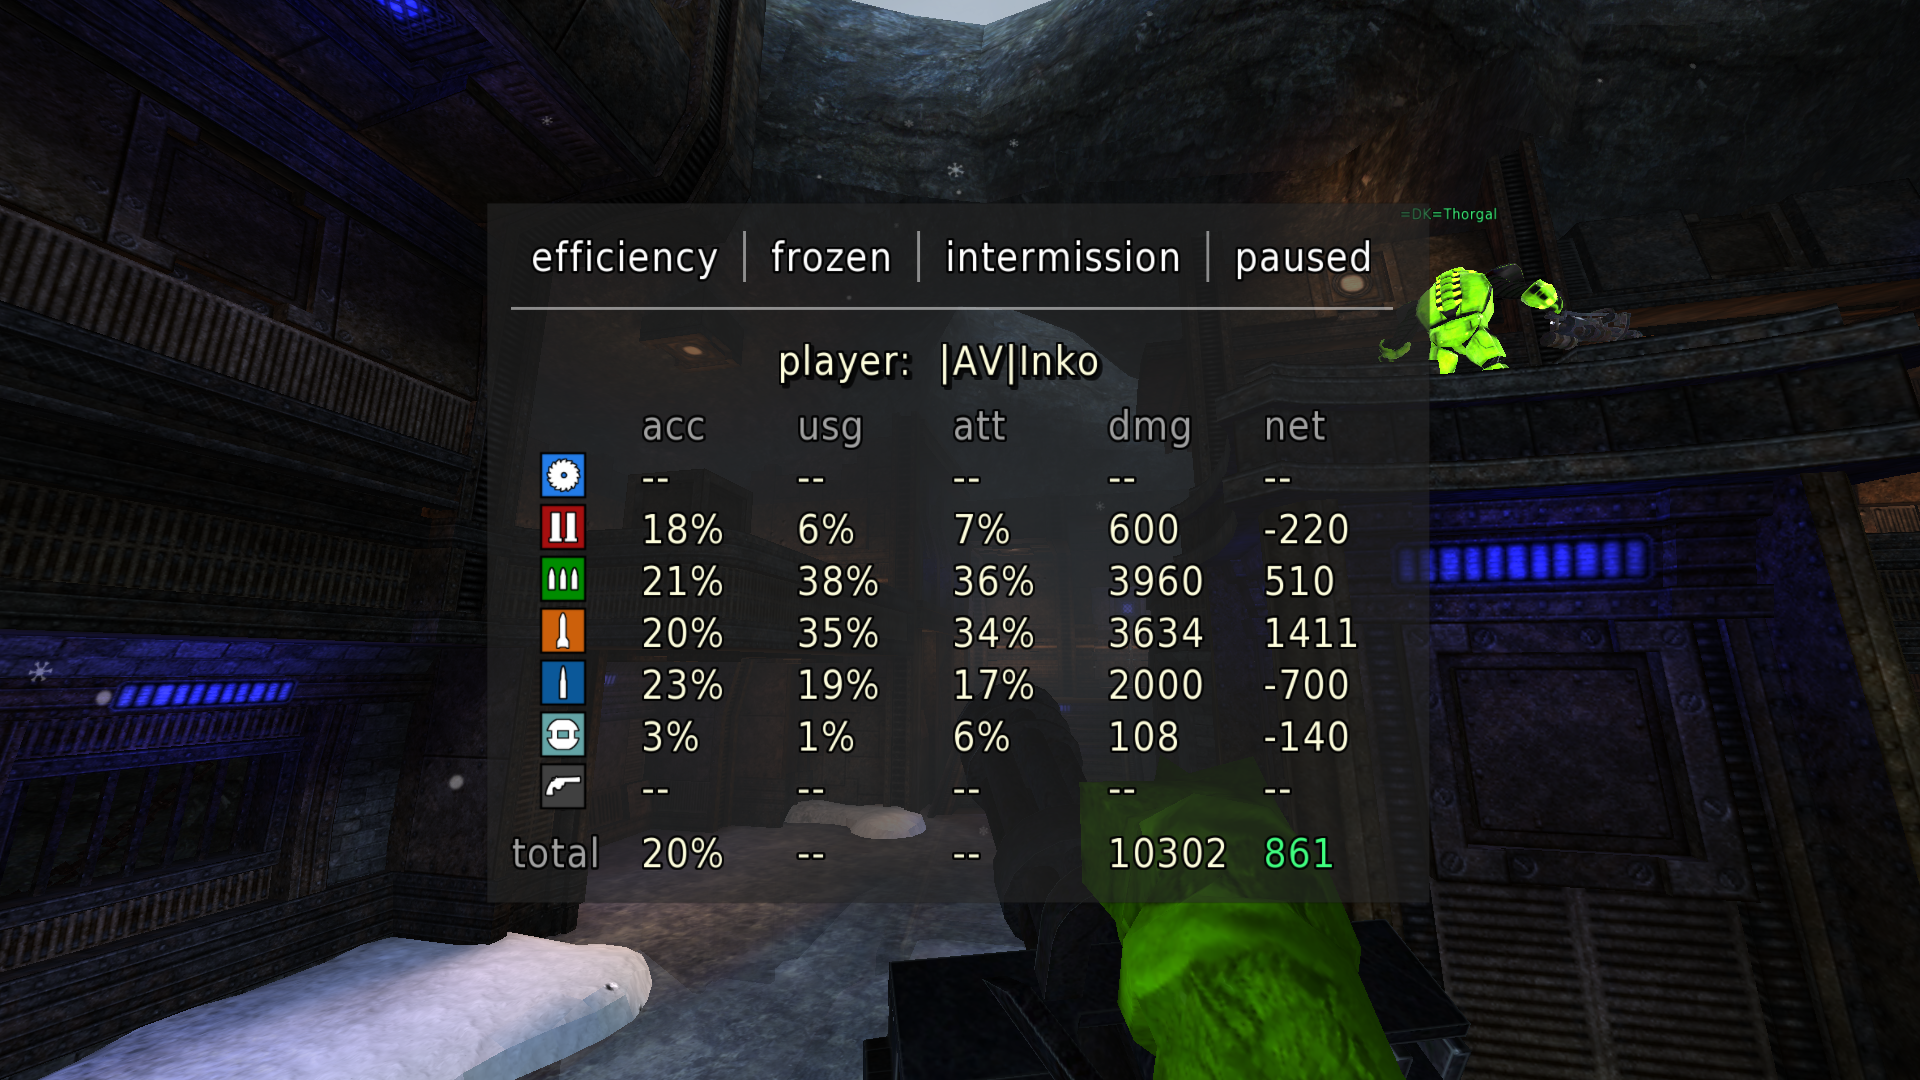 =DK=Thorgal
efficiency | frozen | intermission | paused
player: |AV|Inko
acc usg att dmg net
-- -- -- -- --
18% 6% 7% 600 -220
21% 38% 36% 3960 510
20% 35% 34% 3634 1411
23% 19% 17% 2000 -700
3% 1% 6% 108 -140
-- -- -- -- --
total 20% -- -- 10302 861